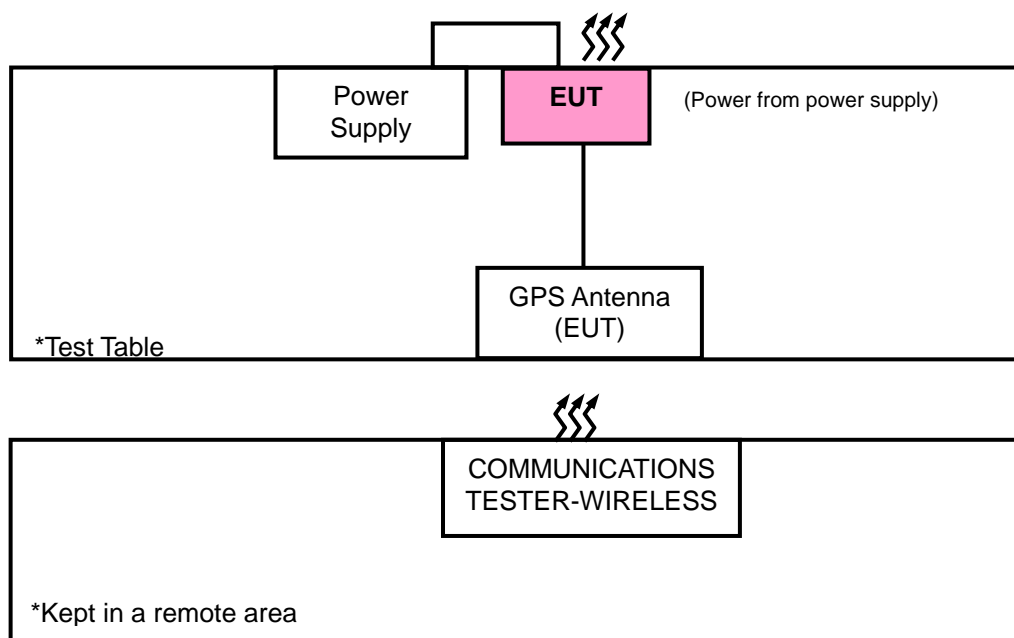 Power
Supply
EUT
(Power from power supply)
GPS Antenna
(EUT)
*Test Table
COMMUNICATIONS
TESTER-WIRELESS
*Kept in a remote area